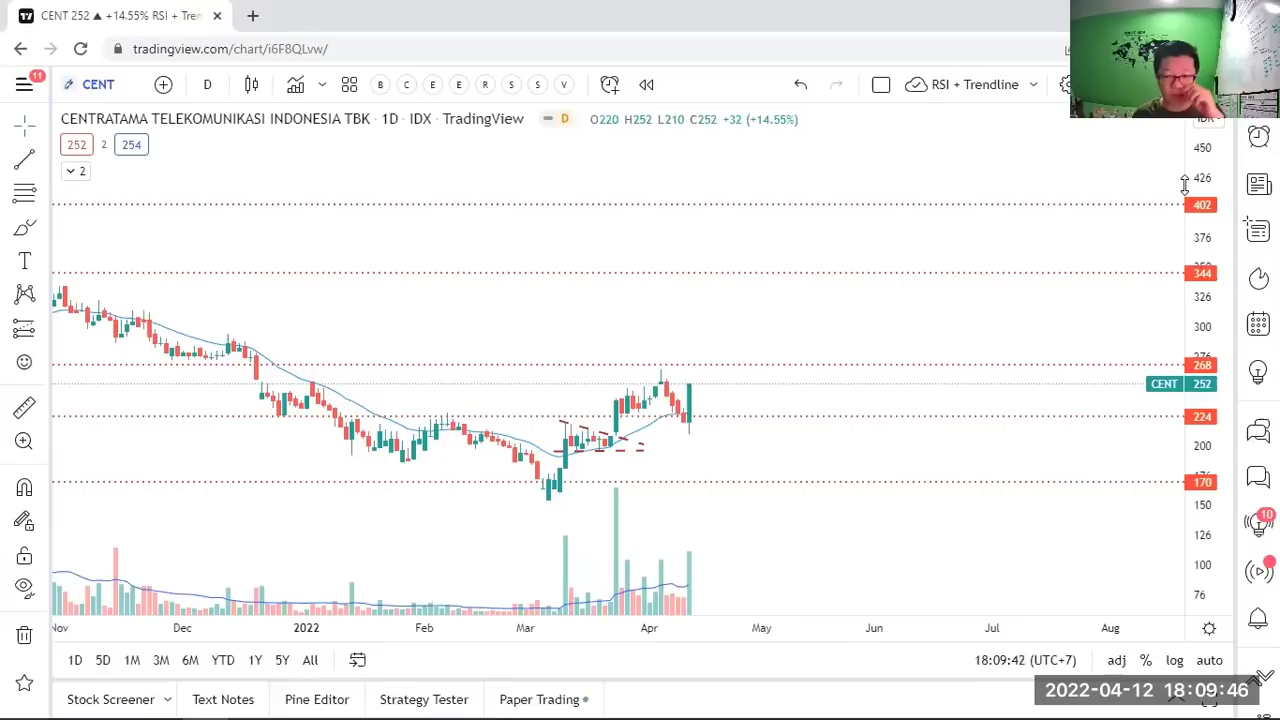 CENT 252 ▲ +14.55% RSI + Tren
tradingview.com/chart/i6F8QLvw/
11
CENT
D
B C E E R S S V
RSI + Trendline
CENTRATAMA TELEKOMUNIKASI INDONESIA TBK · 1D · IDX · TradingView
D
O220 H252 L210 C252 +32 (+14.55%)
252 2 254
2
450
426
402
376
344
326
300
268
CENT 252
224
200
170
150
126
100
76
10
Nov Dec 2022 Feb Mar Apr May Jun Jul Aug
1D 5D 1M 3M 6M YTD 1Y 5Y All
18:09:42 (UTC+7)
adj % log auto
Stock Screener Text Notes Pine Editor Strategy Tester Paper Trading
2022-04-12 18:09:46